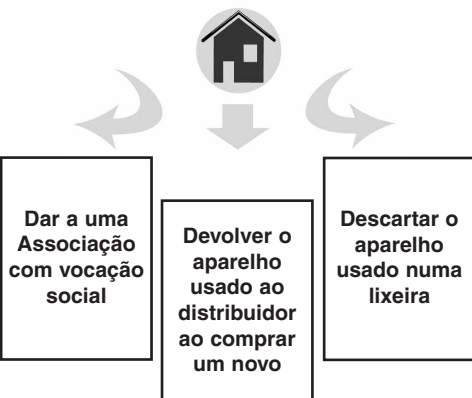 Dar a uma
Associação
com vocação
social
Devolver o
aparelho
usado ao
distribuidor
ao comprar
um novo
Descartar o
aparelho
usado numa
lixeira